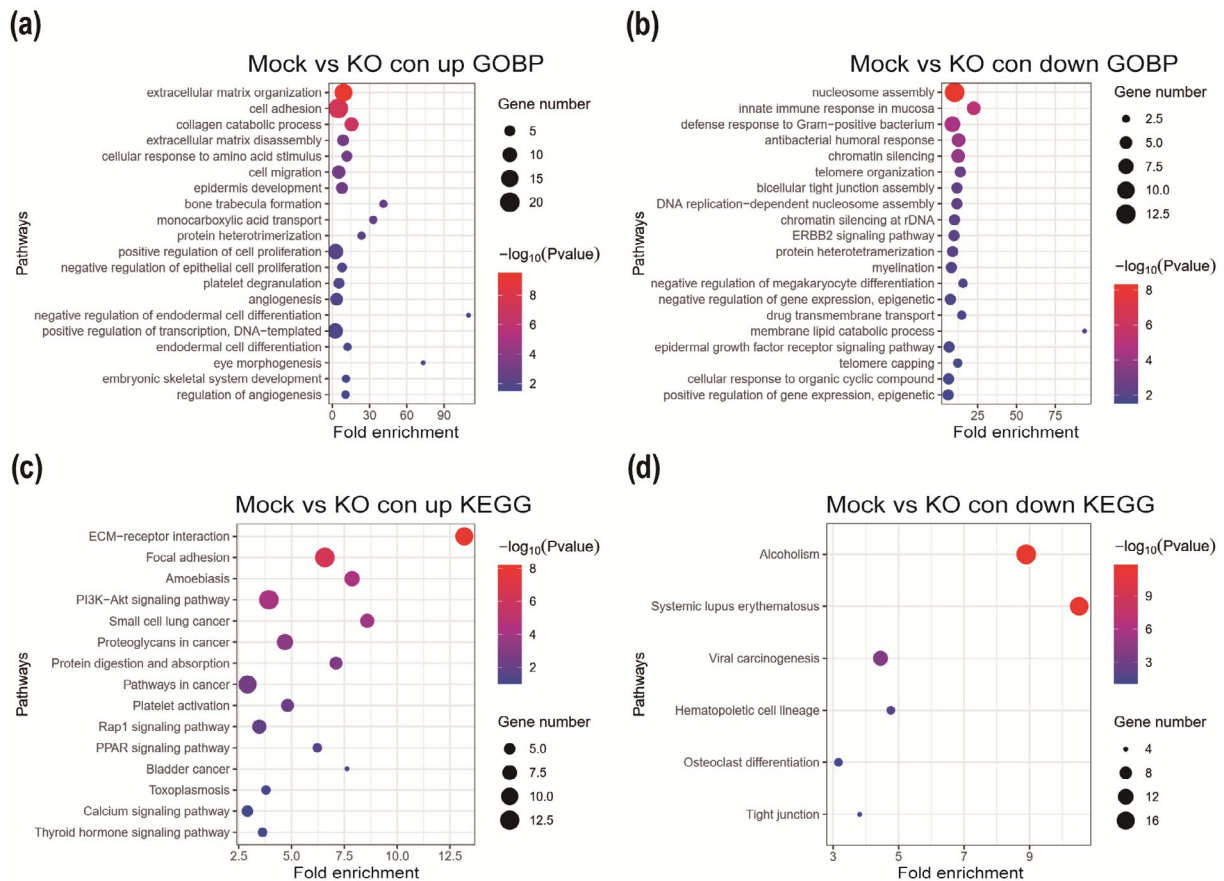 (a)
Mock vs KO con up GOBP
Pathways
extracellular matrix organization
cell adhesion
collagen catabolic process
extracellular matrix disassembly
cellular response to amino acid stimulus
cell migration
epidermis development
bone trabecula formation
monocarboxylic acid transport
protein heterotrimerization
positive regulation of cell proliferation
negative regulation of epithelial cell proliferation
platelet degranulation
angiogenesis
negative regulation of endodermal cell differentiation
positive regulation of transcription, DNA-templated
endodermal cell differentiation
eye morphogenesis
embryonic skeletal system development
regulation of angiogenesis
0 30 60 90
Fold enrichment
Gene number
5
10
15
20
−log10(Pvalue)
8
6
4
2
(b)
Mock vs KO con down GOBP
Pathways
nucleosome assembly
innate immune response in mucosa
defense response to Gram-positive bacterium
antibacterial humoral response
chromatin silencing
telomere organization
bicellular tight junction assembly
DNA replication-dependent nucleosome assembly
chromatin silencing at rDNA
ERBB2 signaling pathway
protein heterotetramerization
myelination
negative regulation of megakaryocyte differentiation
negative regulation of gene expression, epigenetic
drug transmembrane transport
membrane lipid catabolic process
epidermal growth factor receptor signaling pathway
telomere capping
cellular response to organic cyclic compound
positive regulation of gene expression, epigenetic
25 50 75
Fold enrichment
Gene number
2.5
5.0
7.5
10.0
12.5
−log10(Pvalue)
8
6
4
2
(c)
Mock vs KO con up KEGG
Pathways
ECM-receptor interaction
Focal adhesion
Amoebiasis
PI3K−Akt signaling pathway
Small cell lung cancer
Proteoglycans in cancer
Protein digestion and absorption
Pathways in cancer
Platelet activation
Rap1 signaling pathway
PPAR signaling pathway
Bladder cancer
Toxoplasmosis
Calcium signaling pathway
Thyroid hormone signaling pathway
2.5 5.0 7.5 10.0 12.5
Fold enrichment
−log10(Pvalue)
8
6
4
2
Gene number
5.0
7.5
10.0
12.5
(d)
Mock vs KO con down KEGG
Pathways
Alcoholism
Systemic lupus erythematosus
Viral carcinogenesis
Hematopoietic cell lineage
Osteoclast differentiation
Tight junction
3 5 7 9
Fold enrichment
−log10(Pvalue)
9
6
3
Gene number
4
8
12
16